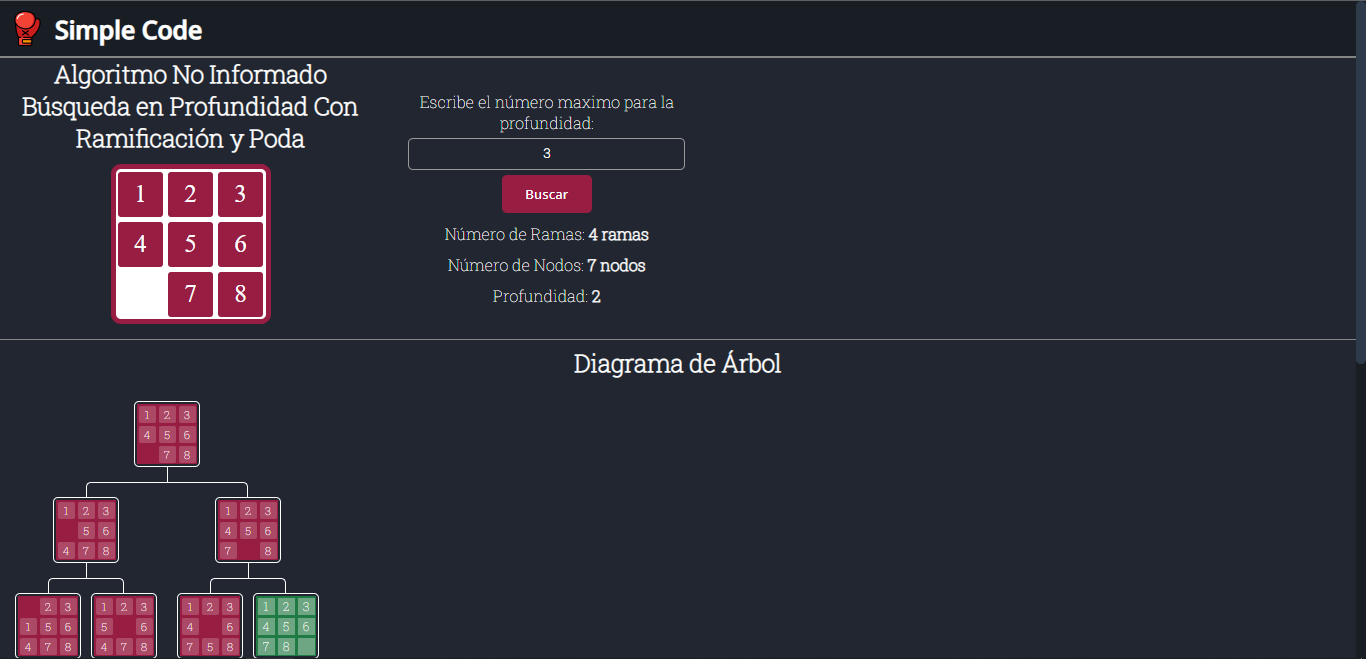 Simple Code
Algoritmo No Informado
Búsqueda en Profundidad Con
Ramificación y Poda
1 2 3
4 5 6
7 8
Escribe el número maximo para la
profundidad:
3
Buscar
Número de Ramas: 4 ramas
Número de Nodos: 7 nodos
Profundidad: 2
Diagrama de Árbol
1 2 3
4 5 6
7 8
1 2 3
5 6
4 7 8
1 2 3
4 5 6
7 8
2 3
1 5 6
4 7 8
1 2 3
5 6
4 7 8
1 2 3
4 6
7 5 8
1 2 3
4 5 6
7 8